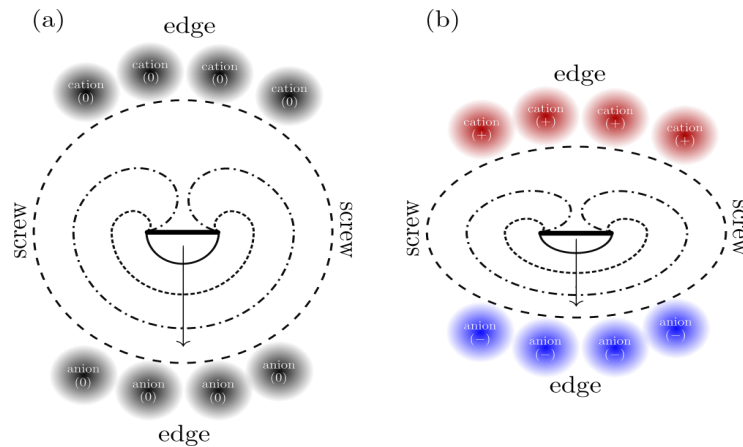 (a)
edge
cation
(0)
cation
(0)
cation
(0)
cation
(0)
screw
screw
anion
(0)
anion
(0)
anion
(0)
anion
(0)
edge
(b)
edge
cation
(+)
cation
(+)
cation
(+)
cation
(+)
screw
screw
anion
(−)
anion
(−)
anion
(−)
anion
(−)
edge